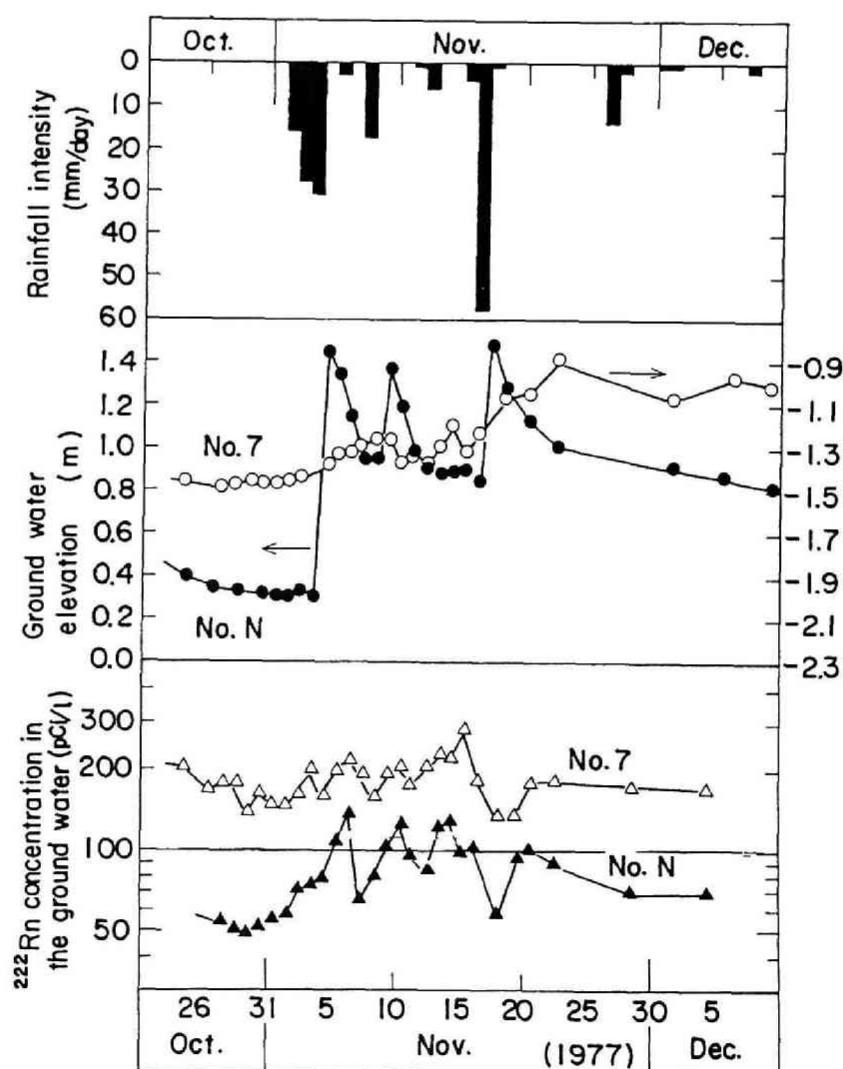 Oct. Nov. Dec.
0
10
20
30
40
50
60
Rainfall intensity
(mm/day)
1.4
1.2
1.0
0.8
0.6
0.4
0.2
0.0
Ground water
elevation (m)
No. 7
No. N
-0.9
-1.1
-1.3
-1.5
-1.7
-1.9
-2.1
-2.3
300
200
100
50
²²²Rn concentration in
the ground water (pCi/l)
No. 7
No. N
26 31 5 10 15 20 25 30 5
Oct. Nov. (1977) Dec.